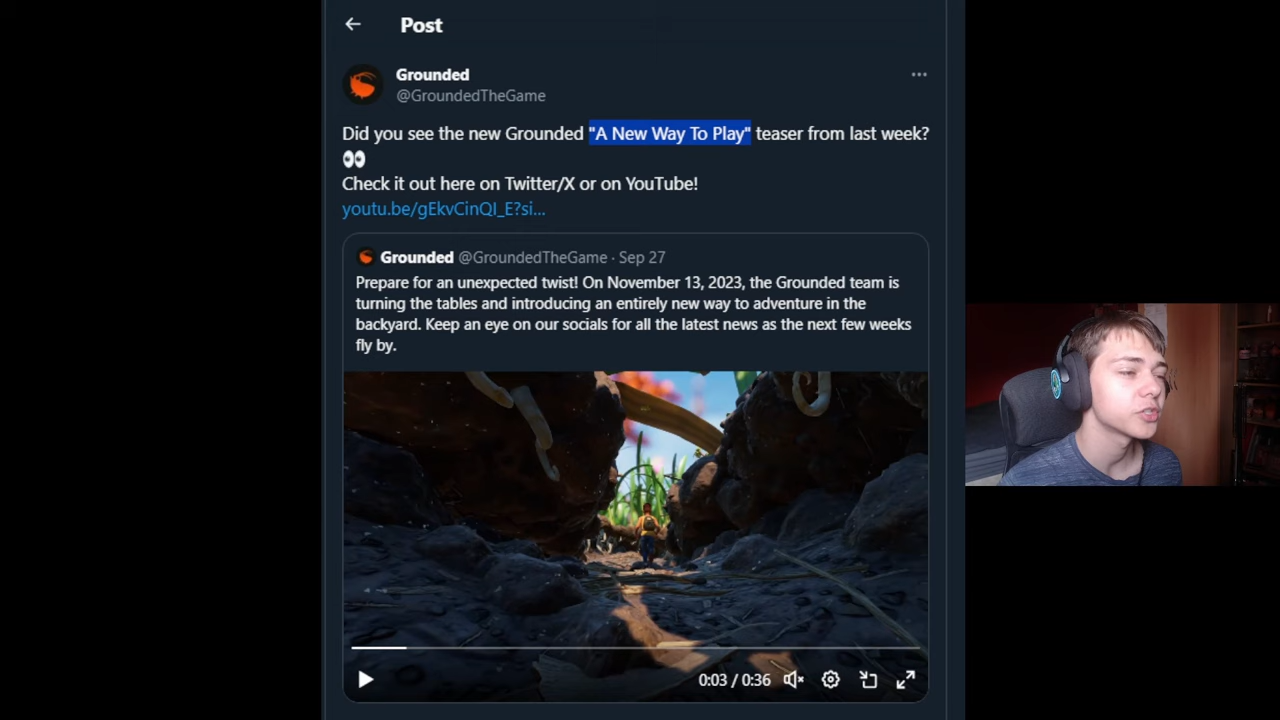 Post
Grounded
@GroundedTheGame
Did you see the new Grounded "A New Way To Play" teaser from last week?
👀
Check it out here on Twitter/X or on YouTube!
youtu.be/gEkvCinQI_E?si...
Grounded @GroundedTheGame · Sep 27
Prepare for an unexpected twist! On November 13, 2023, the Grounded team is
turning the tables and introducing an entirely new way to adventure in the
backyard. Keep an eye on our socials for all the latest news as the next few weeks
fly by.
0:03 / 0:36